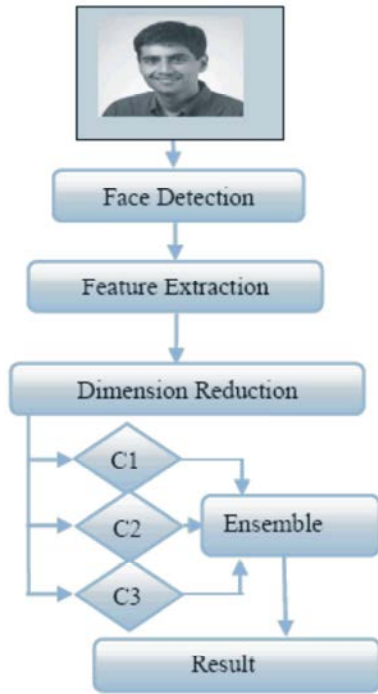 Face Detection
Feature Extraction
Dimension Reduction
C1
C2
Ensemble
C3
Result